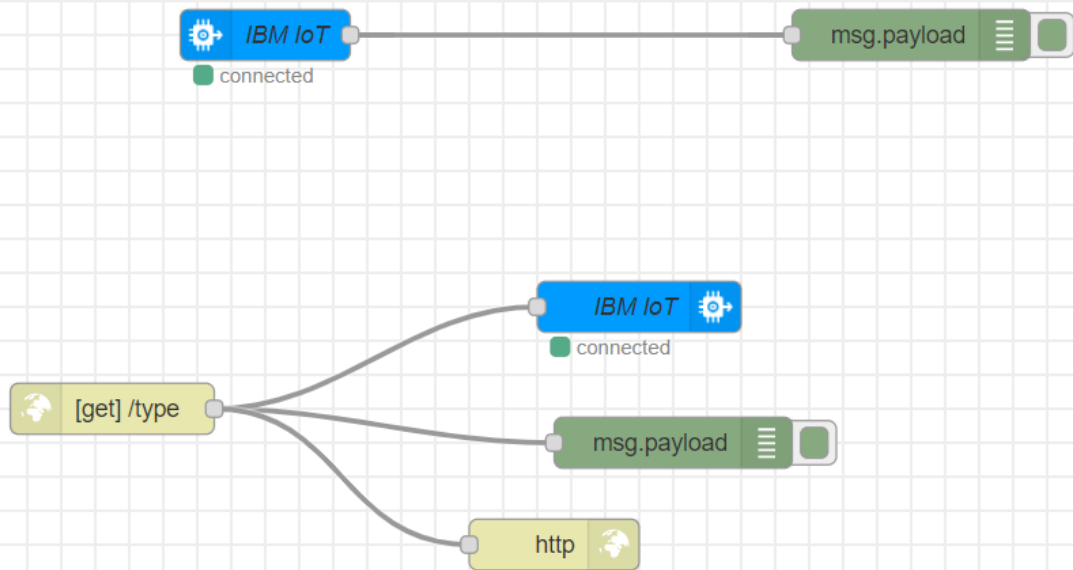 IBM IoT
msg.payload
connected
IBM IoT
connected
[get] /type
msg.payload
http